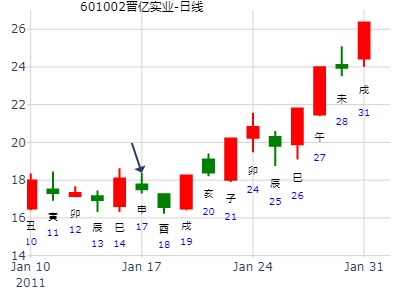 601002晋亿实业-日线
26
24
22
20
18
16
14
丑
10
寅
11
卯
12
辰
13
巳
14
申
17
酉
18
戌
19
亥
20
子
21
卯
24
辰
25
巳
26
午
27
未
28
戌
31
Jan 10
2011
Jan 17
Jan 24
Jan 31